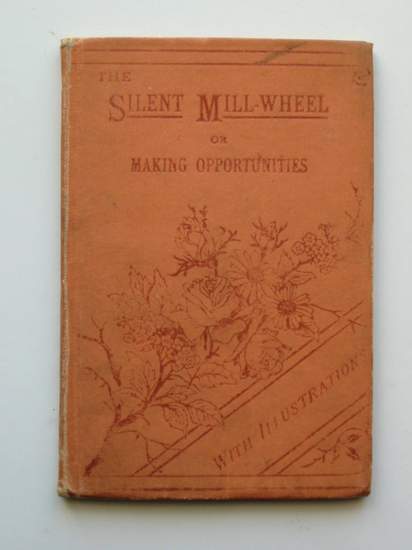 THE
SILENT MILL-WHEEL
OR
MAKING OPPORTUNITIES
WITH ILLUSTRATIONS